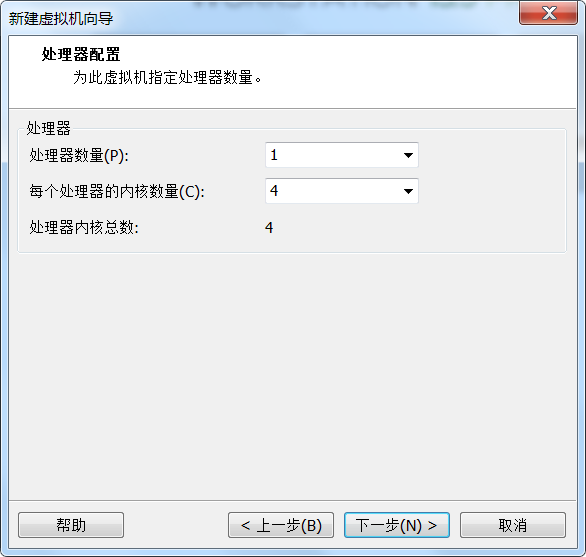 新建虚拟机向导
处理器配置
为此虚拟机指定处理器数量。
处理器
处理器数量(P): 1
每个处理器的内核数量(C): 4
处理器内核总数: 4
帮助 < 上一步(B) 下一步(N) > 取消